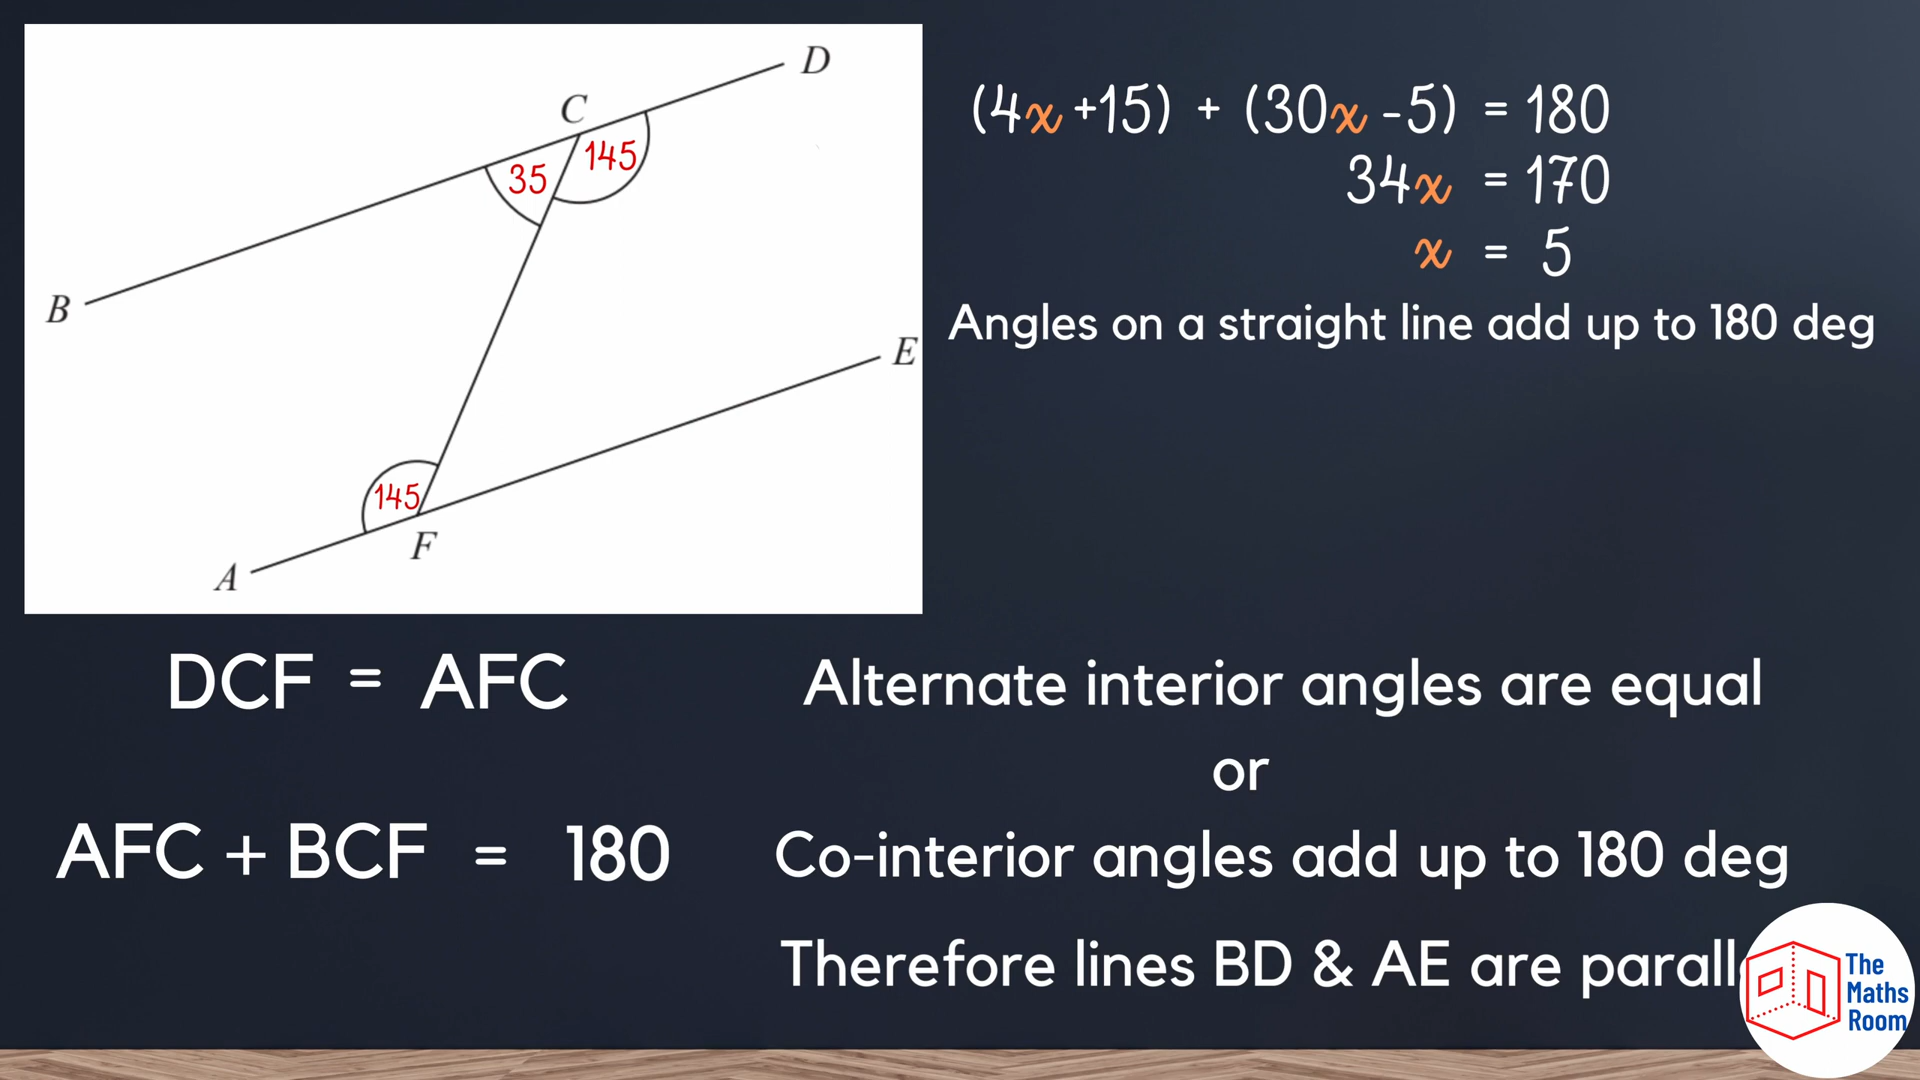 D
C
145
35
B
E
145
F
A
(4x +15) + (30x -5) = 180
34x = 170
x = 5
Angles on a straight line add up to 180 deg
DCF = AFC
Alternate interior angles are equal
or
AFC + BCF = 180
Co-interior angles add up to 180 deg
Therefore lines BD & AE are parall
The
Maths
Room